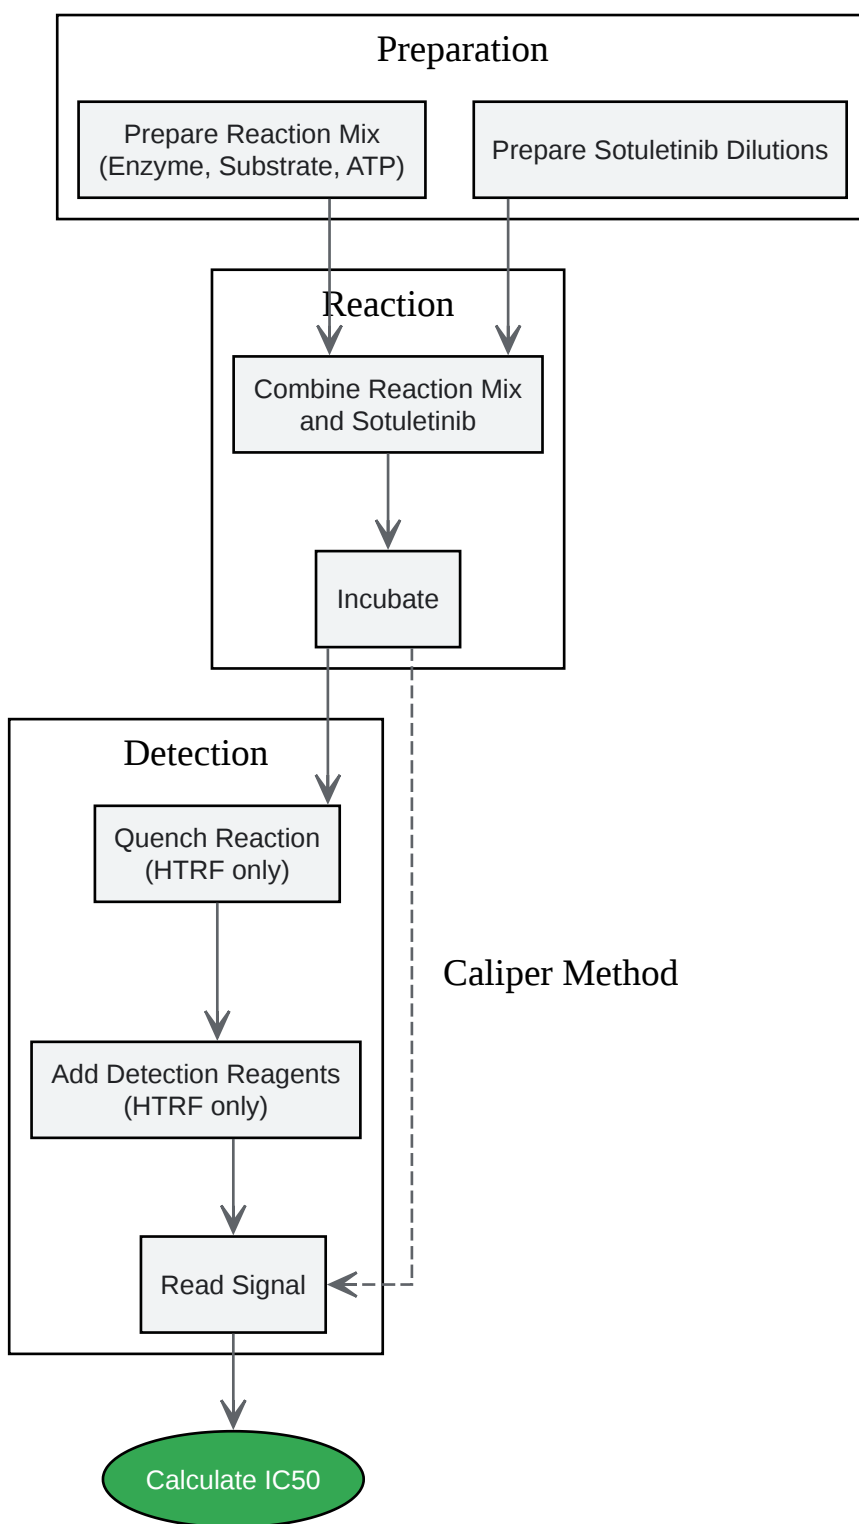 Preparation
Prepare Reaction Mix
(Enzyme, Substrate, ATP)
Prepare Sotuletinib Dilutions
Reaction
Combine Reaction Mix
and Sotuletinib
Incubate
Detection
Quench Reaction
(HTRF only)
Caliper Method
Add Detection Reagents
(HTRF only)
Read Signal
Calculate IC50